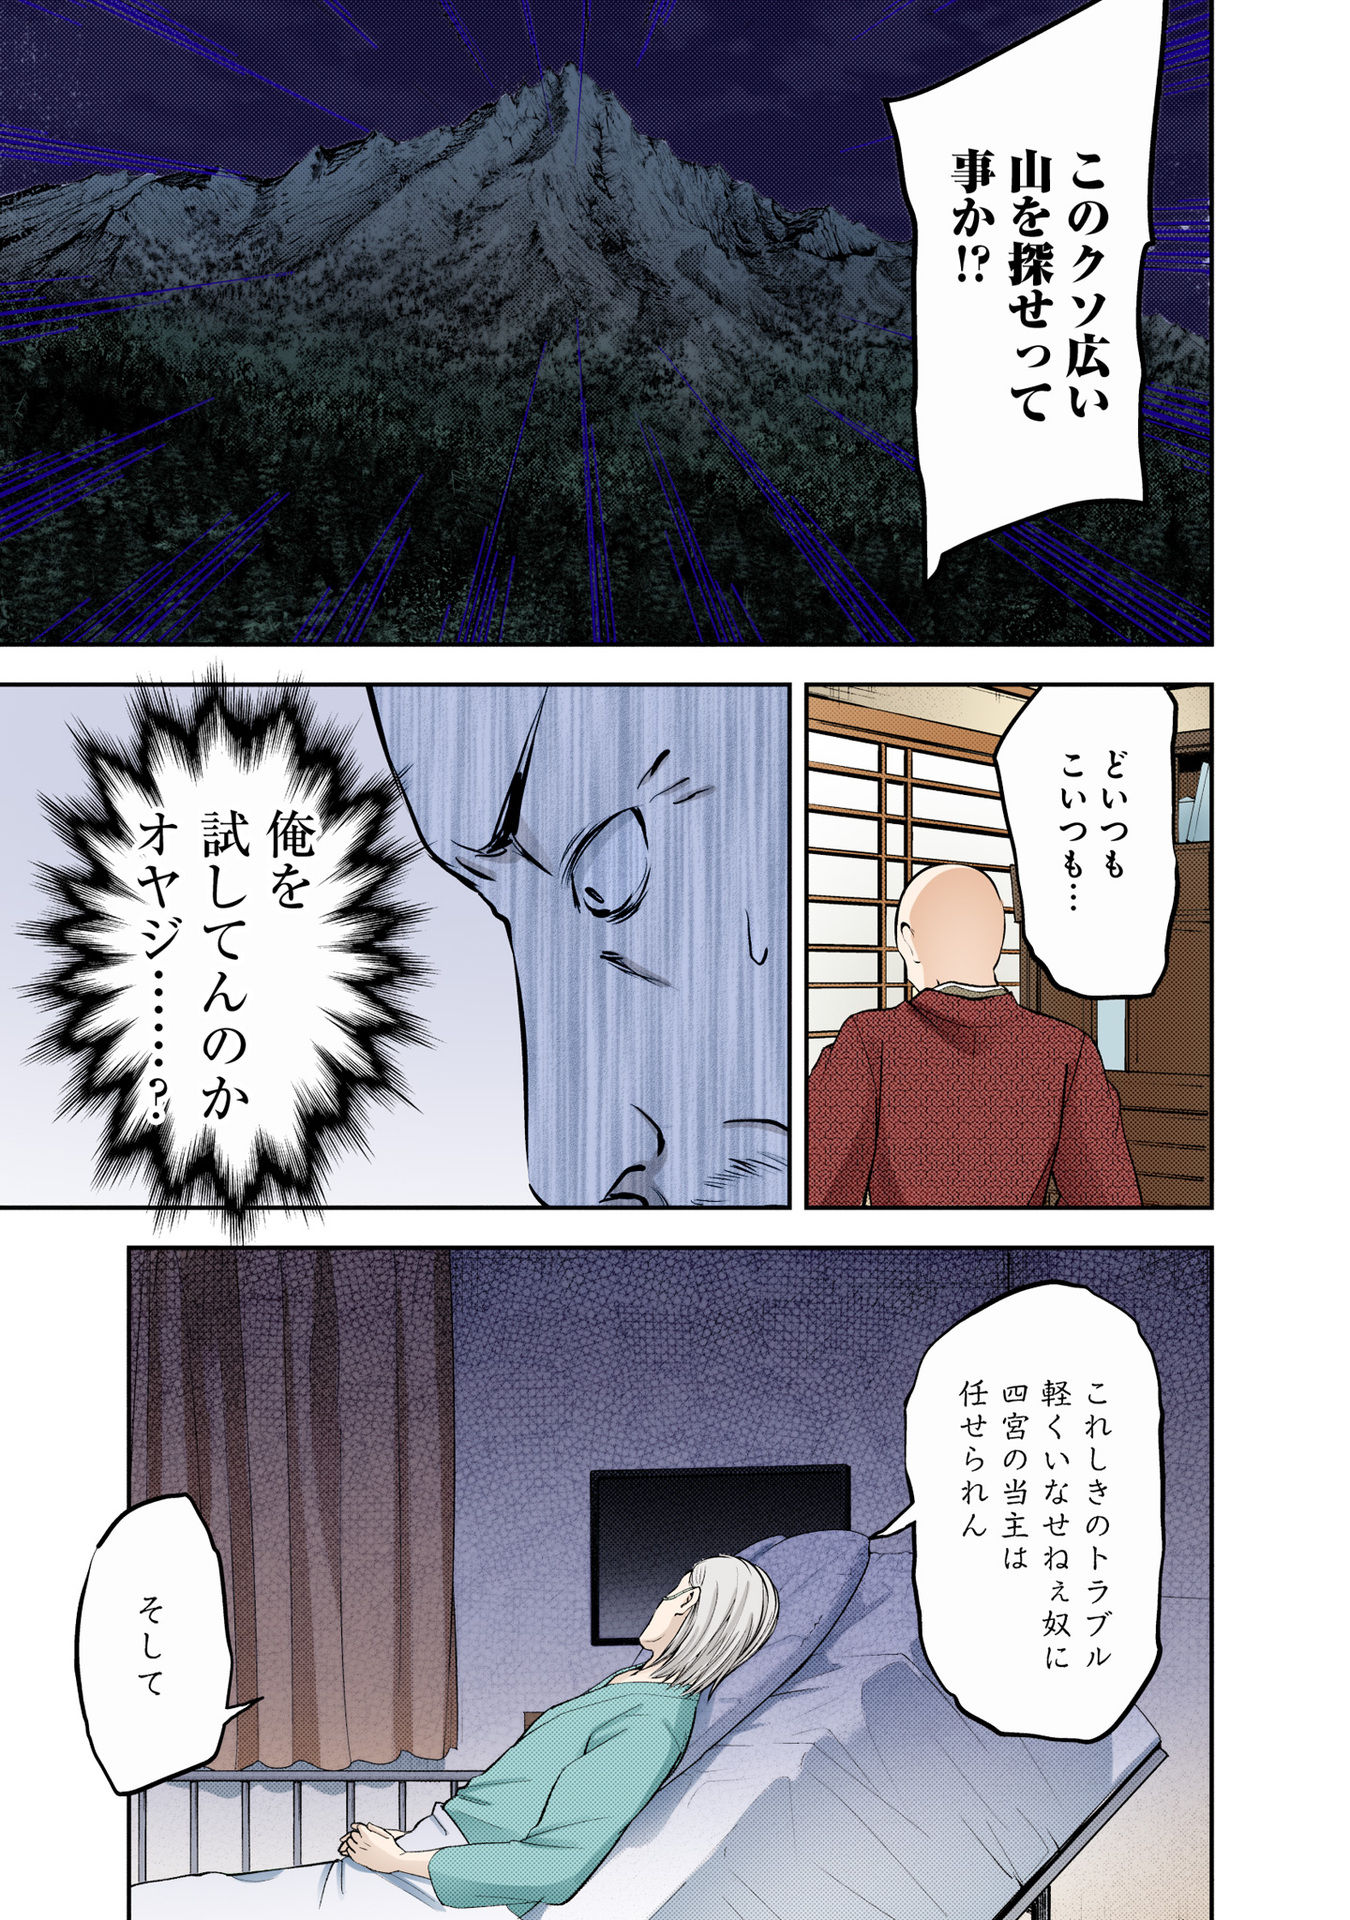 このクソ広い
山を探せって
事か!?
どいつも
こいつも…
俺を
試してんのか
オヤジ………?
これしきのトラブル
軽くいなせねぇ奴に
四宮の当主は
任せられん
そして